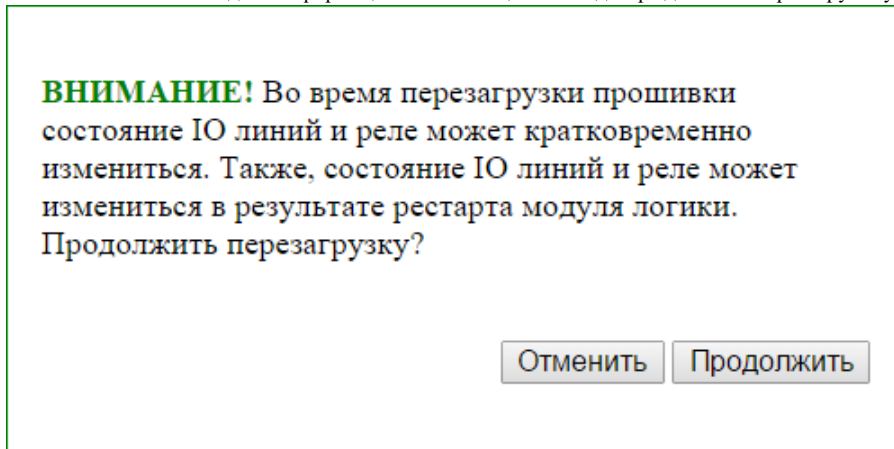 ВНИМАНИЕ! Во время перезагрузки прошивки
состояние IO линий и реле может кратковременно
измениться. Также, состояние IO линий и реле может
измениться в результате рестарта модуля логики.
Продолжить перезагрузку?
Отменить Продолжить